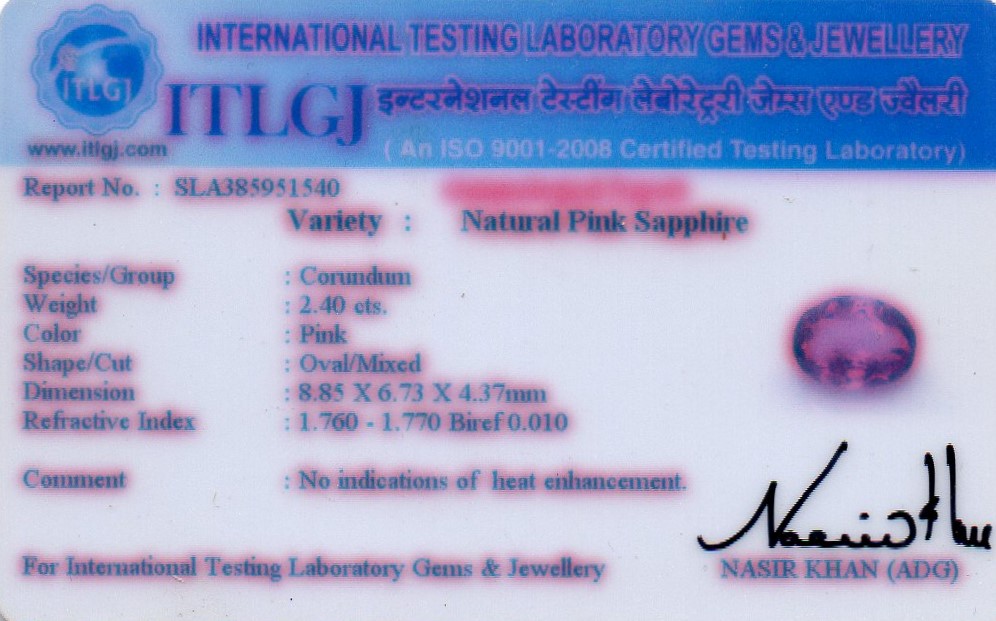 INTERNATIONAL TESTING LABORATORY GEMS & JEWELLERY
ITLGJ
ITLGJ इन्टरनेशनल टेस्टींग लेबोरेट्ररी जेम्स एण्ड ज्वैलरी
www.itlgj.com
( An ISO 9001-2008 Certified Testing Laboratory)
Report No. : SLA385951540
Variety : Natural Pink Sapphire
Species/Group : Corundum
Weight : 2.40 cts.
Color : Pink
Shape/Cut : Oval/Mixed
Dimension : 8.85 X 6.73 X 4.37mm
Refractive Index : 1.760 - 1.770 Biref 0.010
Comment : No indications of heat enhancement.
For International Testing Laboratory Gems & Jewellery
NASIR KHAN (ADG)